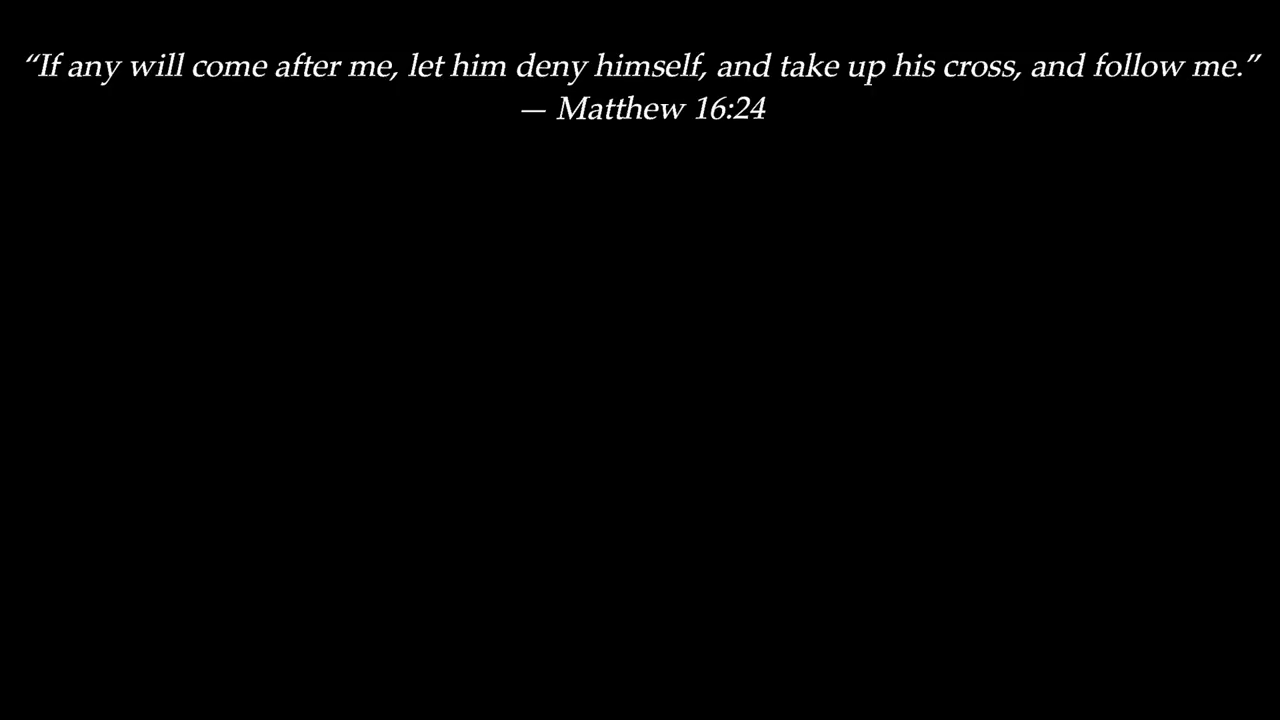 “If any will come after me, let him deny himself, and take up his cross, and follow me.”
— Matthew 16:24